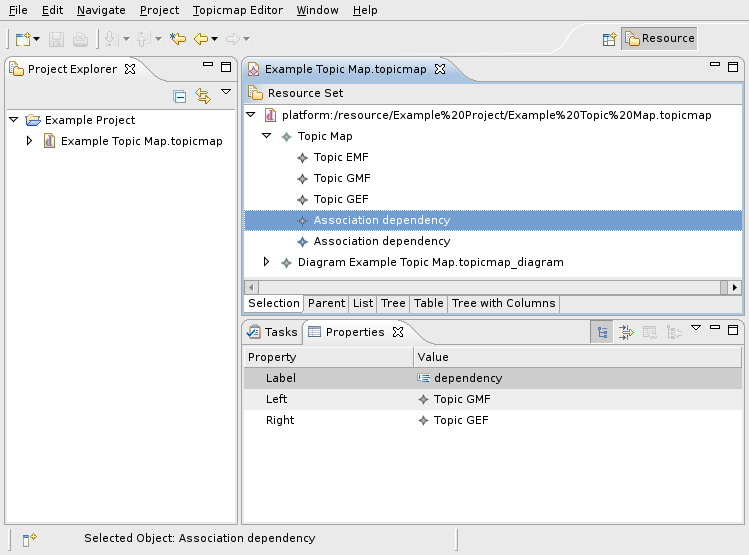 File Edit Navigate Project Topicmap Editor Window Help
Resource
Project Explorer
Example Project
Example Topic Map.topicmap
Example Topic Map.topicmap
Resource Set
platform:/resource/Example%20Project/Example%20Topic%20Map.topicmap
Topic Map
Topic EMF
Topic GMF
Topic GEF
Association dependency
Association dependency
Diagram Example Topic Map.topicmap_diagram
Selection Parent List Tree Table Tree with Columns
Tasks Properties
Property Value
Label dependency
Left Topic GMF
Right Topic GEF
Selected Object: Association dependency